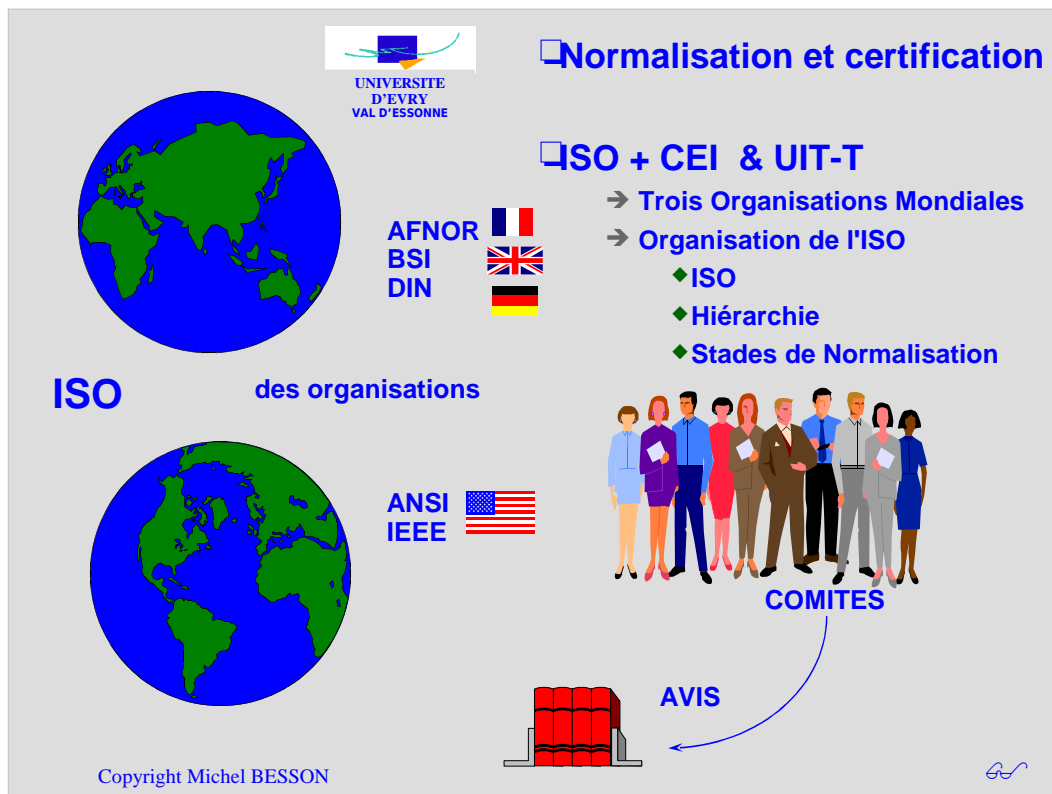 UNIVERSITE
D'EVRY
VAL D'ESSONNE
Normalisation et certification
ISO + CEI & UIT-T
Trois Organisations Mondiales
Organisation de l'ISO
ISO
Hiérarchie
Stades de Normalisation
AFNOR
BSI
DIN
ISO
des organisations
ANSI
IEEE
COMITES
AVIS
Copyright Michel BESSON